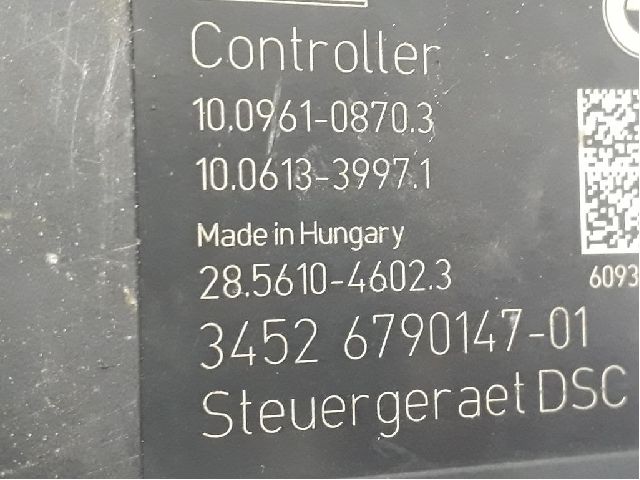 Controller
10.0961-0870.3
10.0613-3997.1
Made in Hungary
28.5610-4602.3
6093
3452 6790147-01
Steuergeraet DSC